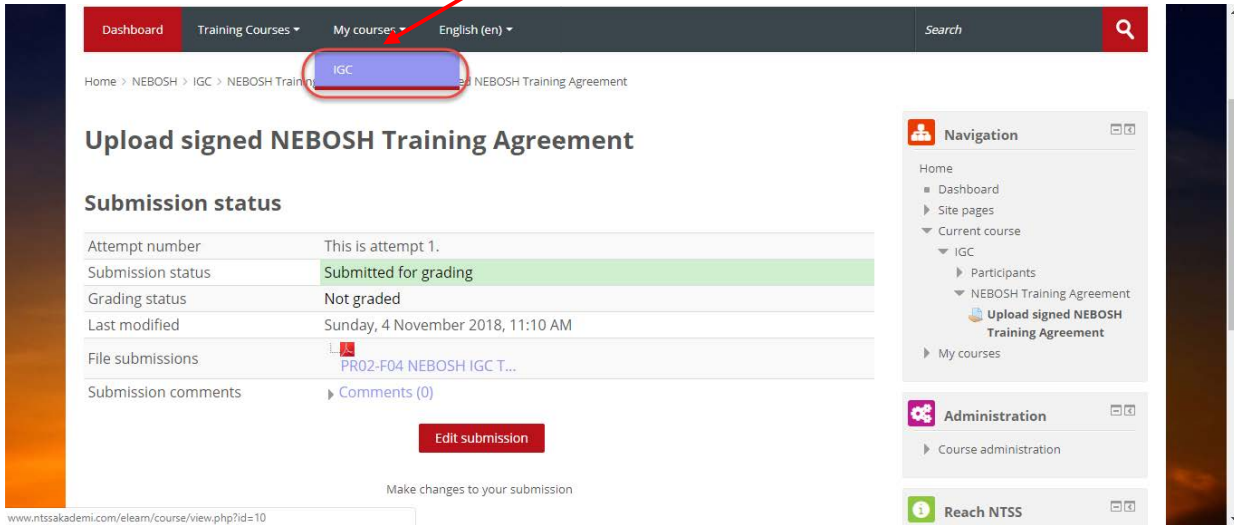 Dashboard Training Courses My courses English (en) Search
IGC
Home > NEBOSH > IGC > NEBOSH Training NEBOSH Training Agreement
Upload signed NEBOSH Training Agreement
Submission status
Attempt number This is attempt 1.
Submission status Submitted for grading
Grading status Not graded
Last modified Sunday, 4 November 2018, 11:10 AM
File submissions PR02-F04 NEBOSH IGC T...
Submission comments Comments (0)
Edit submission
Make changes to your submission
Navigation
Home
Dashboard
Site pages
Current course
IGC
Participants
NEBOSH Training Agreement
Upload signed NEBOSH
Training Agreement
My courses
Administration
Course administration
Reach NTSS
www.ntssakademi.com/elearn/course/view.php?id=10